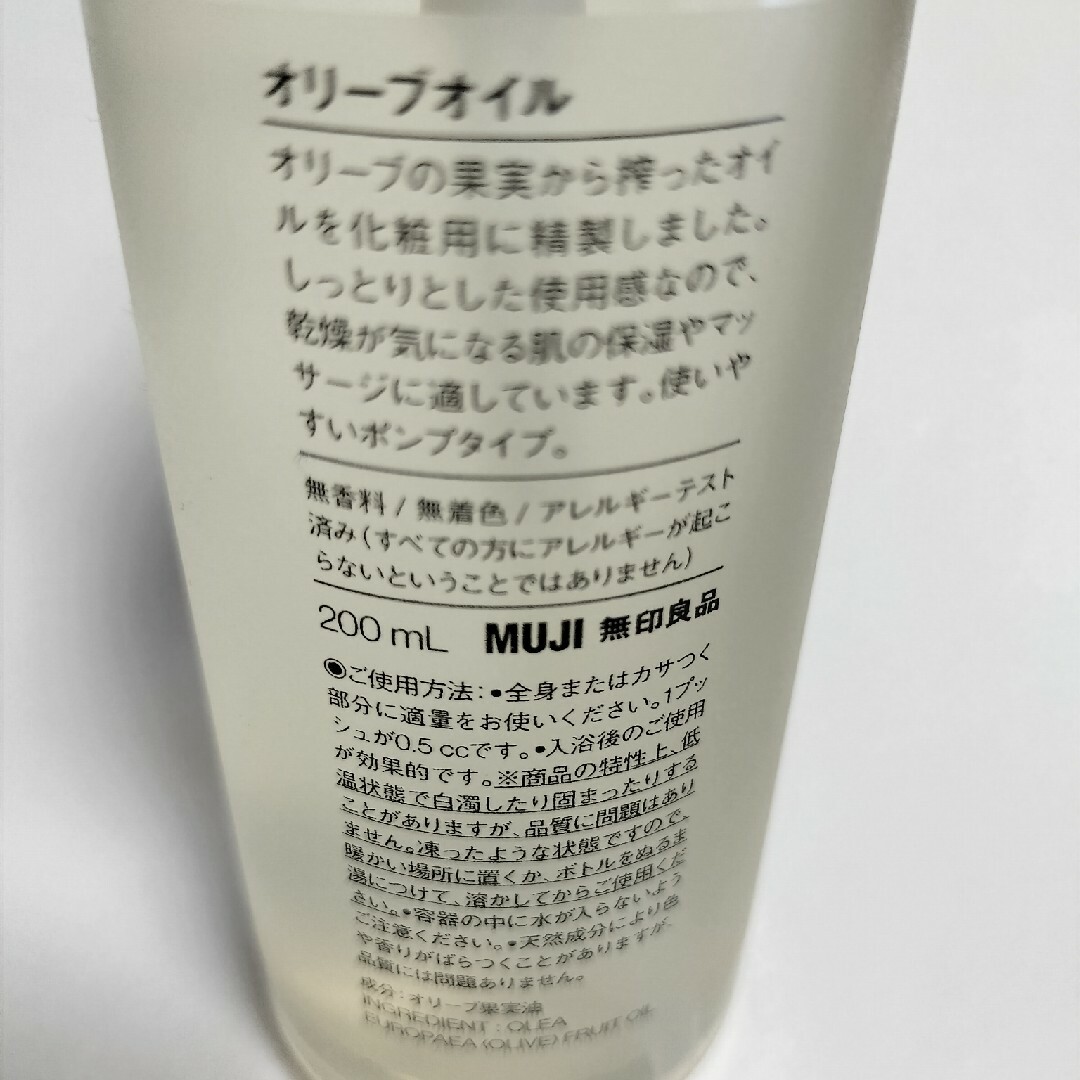 オリーブオイル
オリーブの果実から搾ったオイ
ルを化粧用に精製しました。
しっとりとした使用感なので、
乾燥が気になる肌の保湿やマッ
サージに適しています。使いや
すいポンプタイプ。
無香料/無着色/アレルギーテスト
済み(すべての方にアレルギーが起こ
らないということではありません)
200 mL MUJI 無印良品
◉ご使用方法:•全身またはカサつく
部分に適量をお使いください。1プッ
シュが0.5 ccです。•入浴後のご使用
が効果的です。※商品の特性上、低
温状態で白濁したり固まったりする
ことがありますが、品質に問題はあり
ません。凍ったような状態ですので、
暖かい場所に置くか、ボトルをぬるま
湯につけて、溶かしてからご使用くだ
さい。•容器の中に水が入らないよう
ご注意ください。•天然成分により色
や香りがばらつくことがありますが、
品質には問題ありません。
成分:オリーブ果実油
INGREDIENT : OLEA
EUROPAEA (OLIVE) FRUIT OIL